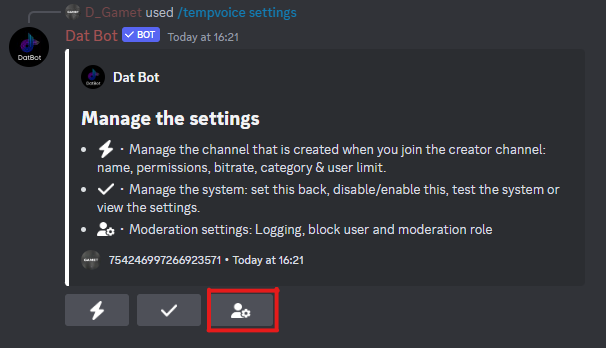 D_Gamet used /tempvoice settings
Dat Bot ✓ BOT Today at 16:21
DatBot
Dat Bot
Manage the settings
• ⚡ · Manage the channel that is created when you join the creator channel:
name, permissions, bitrate, category & user limit.
• ✓ · Manage the system: set this back, disable/enable this, test the system or
view the settings.
• · Moderation settings: Logging, block user and moderation role
GAMET
754246997266923571 • Today at 16:21